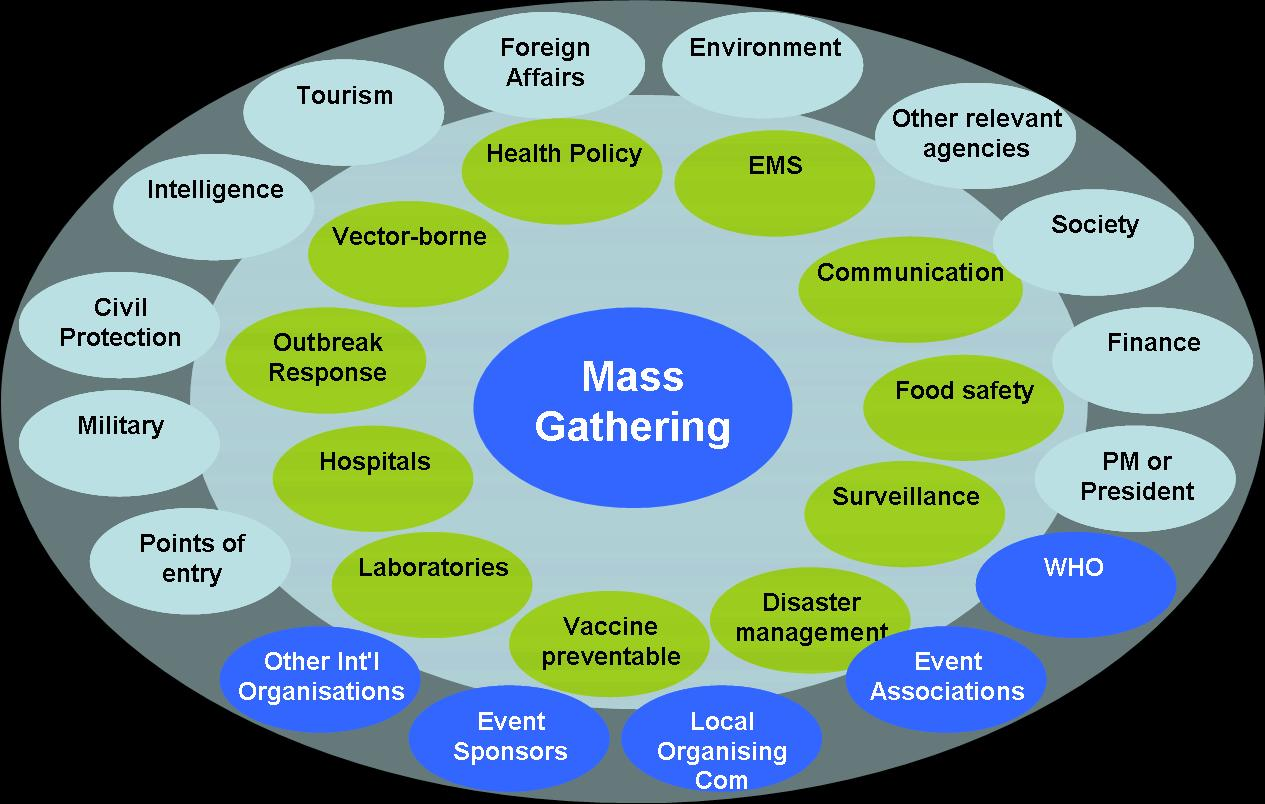 Foreign
Affairs
Environment
Tourism
Other relevant
agencies
Health Policy
EMS
Intelligence
Society
Vector-borne
Communication
Civil
Protection
Outbreak
Response
Finance
Mass
Gathering
Food safety
Military
Hospitals
PM or
President
Surveillance
Points of
entry
Laboratories
WHO
Vaccine
preventable
Disaster
management
Other Int'l
Organisations
Event
Associations
Event
Sponsors
Local
Organising
Com